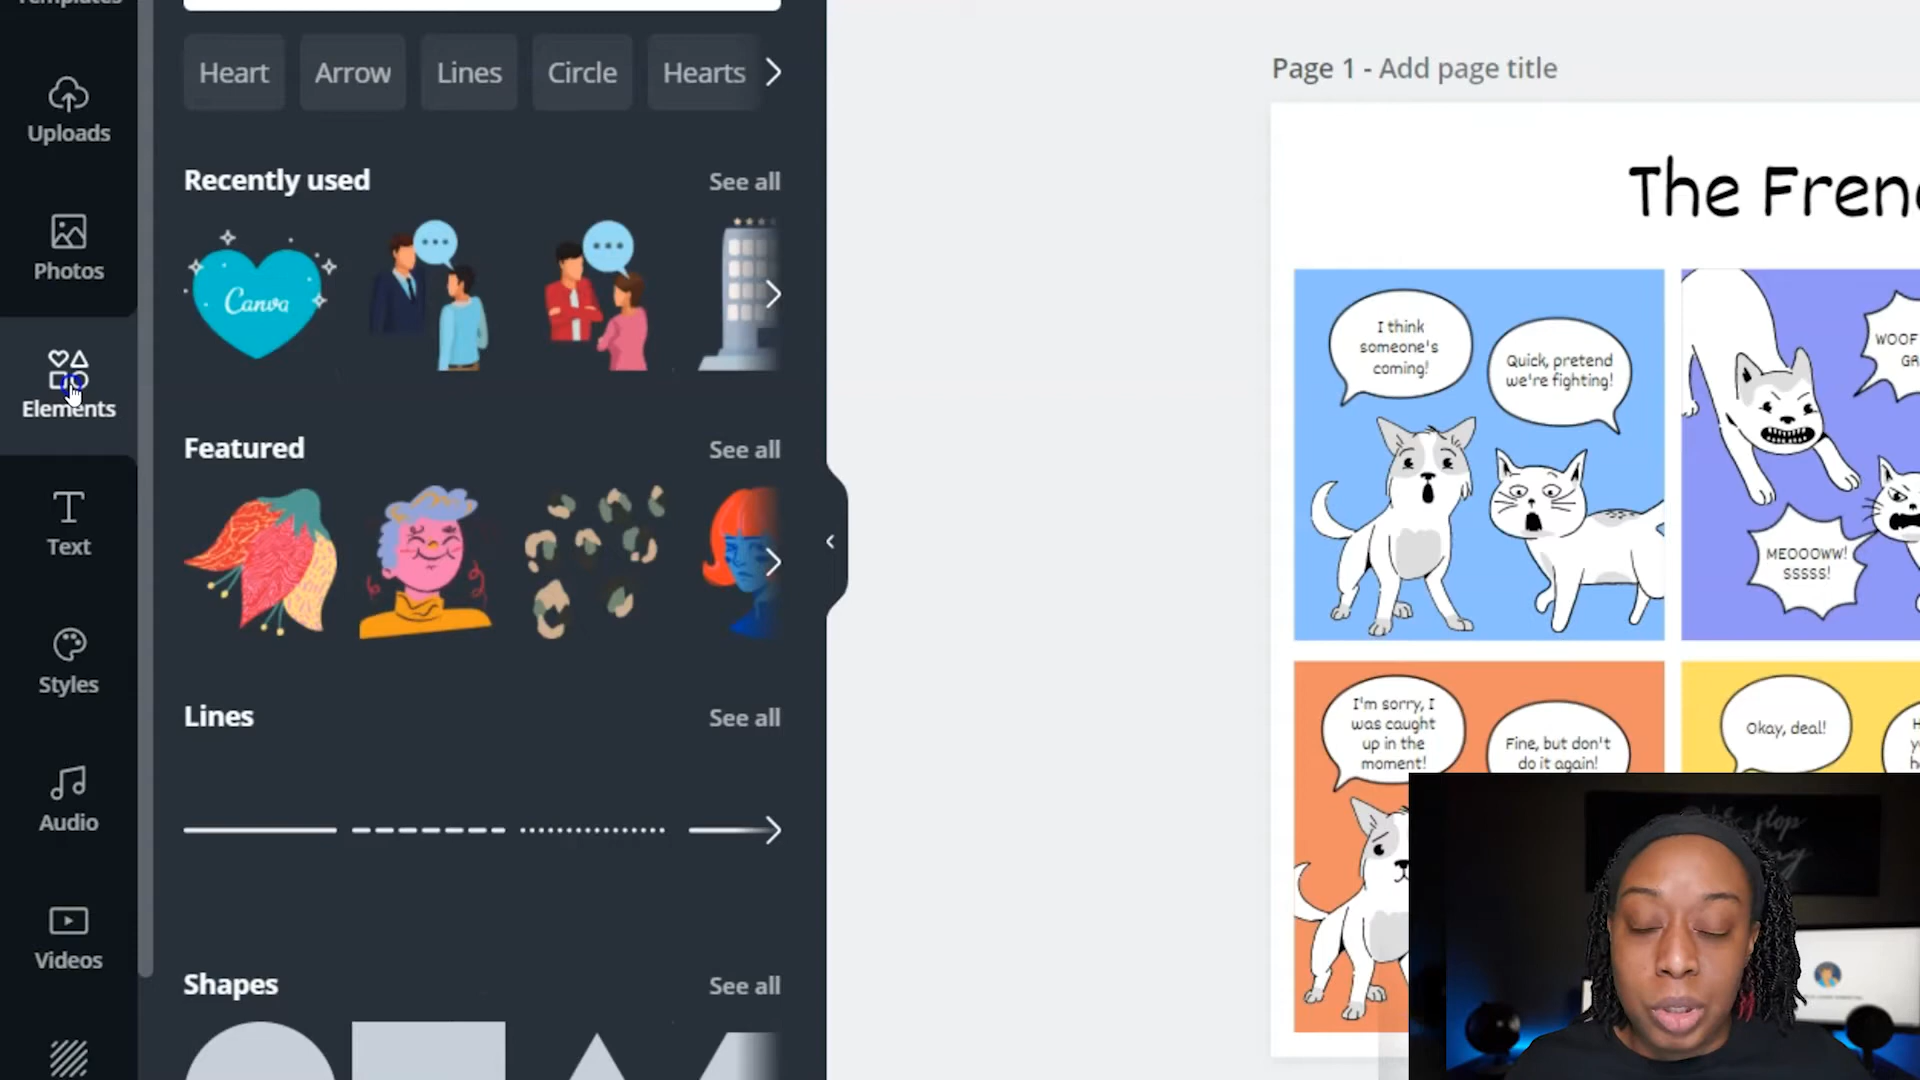 Templates
Uploads
Photos
Elements
Text
Styles
Audio
Videos
Heart Arrow Lines Circle Hearts
Recently used See all
Canva
Featured See all
Lines See all
Shapes See all
Page 1 - Add page title
The Fren
I think
someone's
coming!
Quick, pretend
we're fighting!
WOOF
GR
MEOOOWW!
SSSSS!
I'm sorry, I
was caught
up in the
moment!
Fine, but don't
do it again!
Okay, deal!
H
y
h
stop